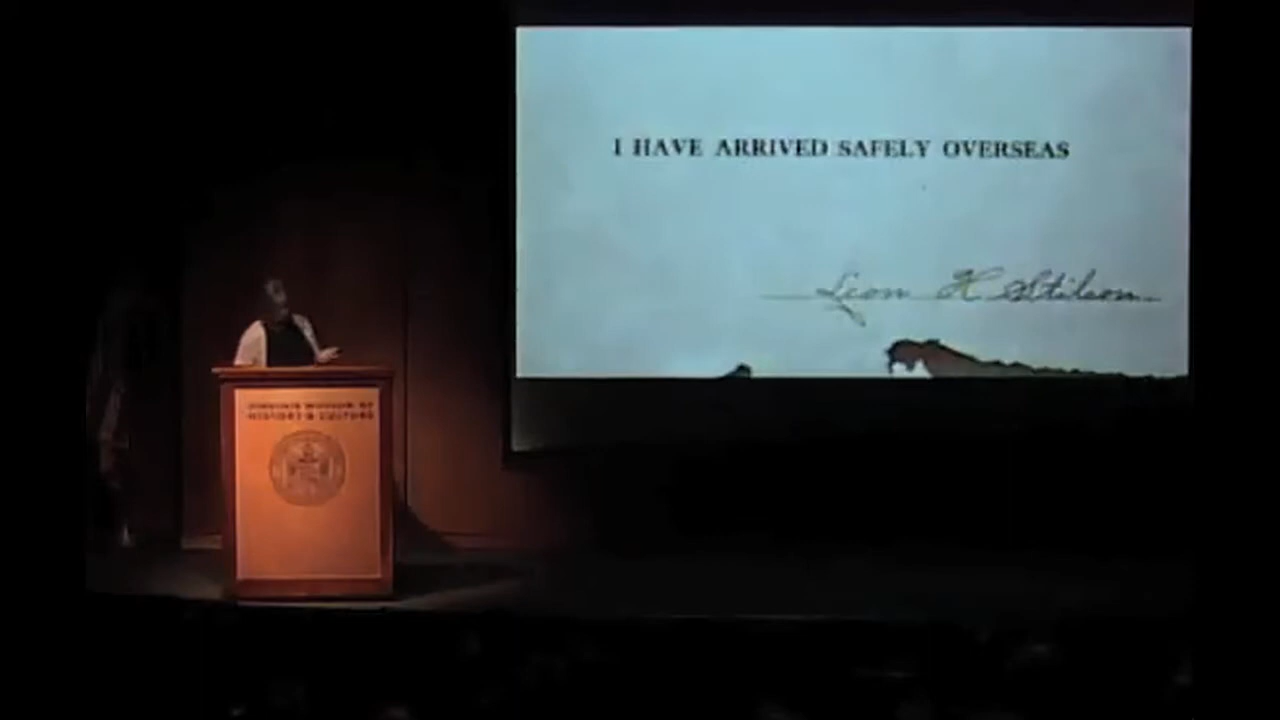 I HAVE ARRIVED SAFELY OVERSEAS
Leon H Stilson
VIRGINIA MUSEUM OF
HISTORY & CULTURE